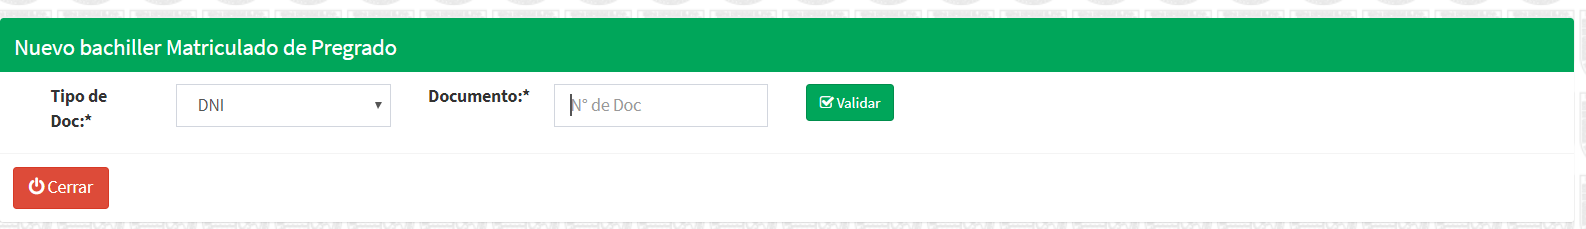 Nuevo bachiller Matriculado de Pregrado
Tipo de
Doc:*
DNI
Documento:*
N° de Doc
Validar
Cerrar